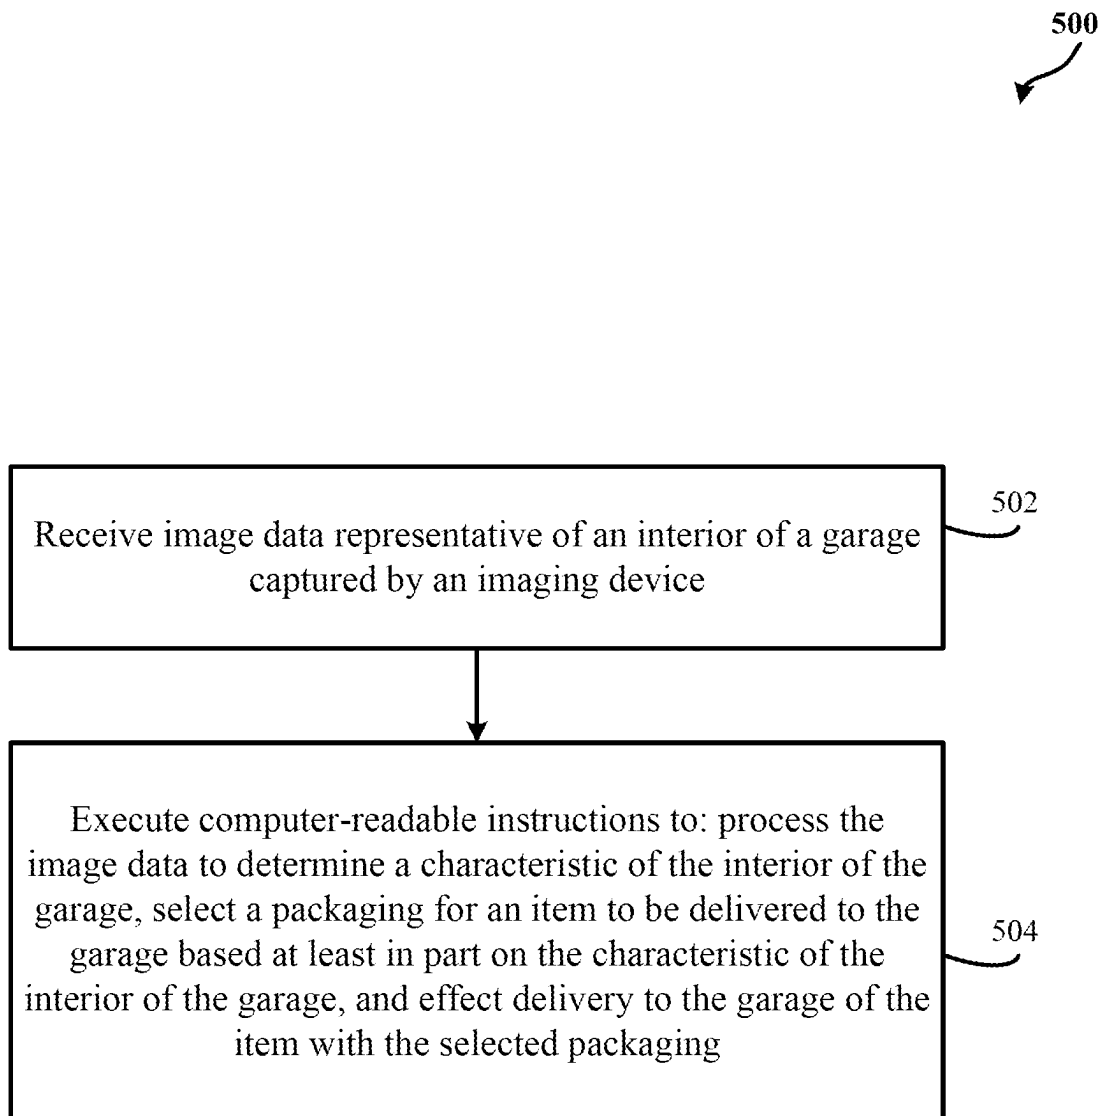 500
Receive image data representative of an interior of a garage
captured by an imaging device
502
Execute computer-readable instructions to: process the
image data to determine a characteristic of the interior of the
garage, select a packaging for an item to be delivered to the
garage based at least in part on the characteristic of the
interior of the garage, and effect delivery to the garage of the
item with the selected packaging
504